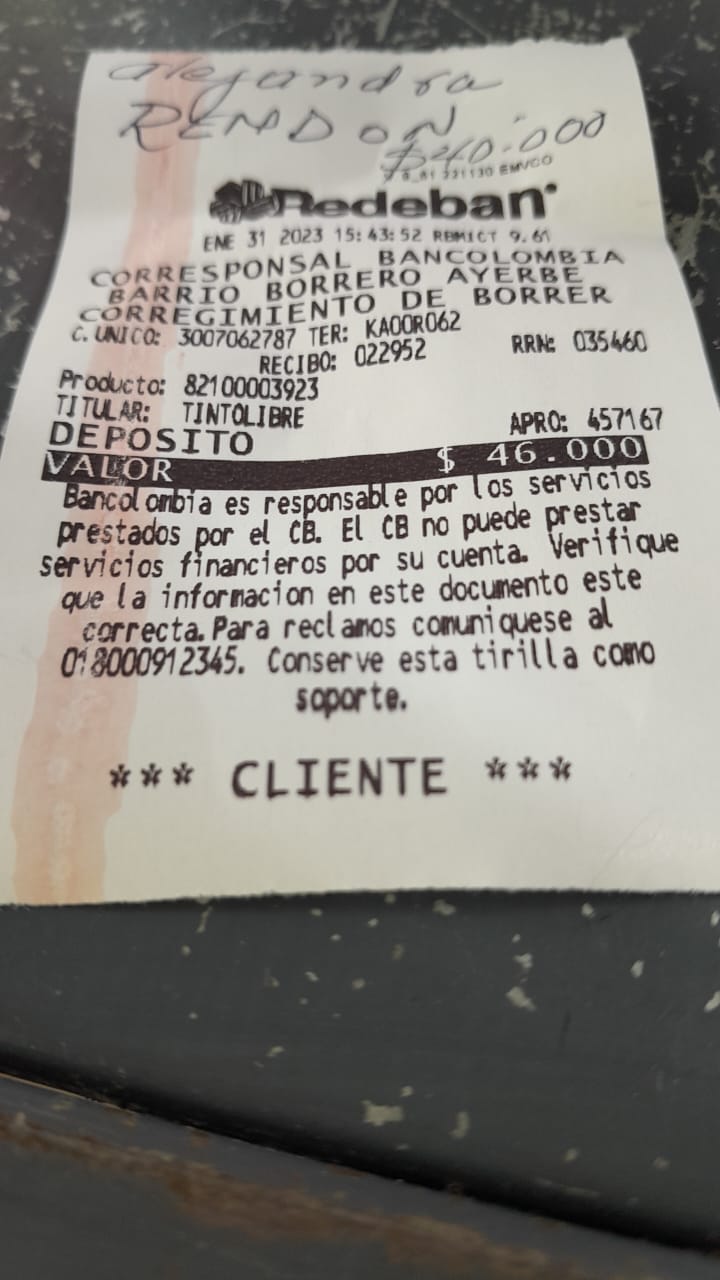 Alejandra
RENDON
$40.000
221130 EMVCO
Redeban
ENE 31 2023 15:43:52 RBMICT 9.61
CORRESPONSAL BANCOLOMBIA
BARRIO BORRERO AYERBE
CORREGIMIENTO DE BORRER
C. UNICO: 3007062787 TER: KAOOR062
RECIBO: 022952 RRN: 035460
Producto: 82100003923
TITULAR: TINTOLIBRE
DEPOSITO APRO: 457167
VALOR $ 46.000
Bancolombia es responsable por los servicios
prestados por el CB. El CB no puede prestar
servicios financieros por su cuenta. Verifique
que la informacion en este documento este
correcta.Para reclamos comuniquese al
018000912345. Conserve esta tirilla como
soporte.
*** CLIENTE ***